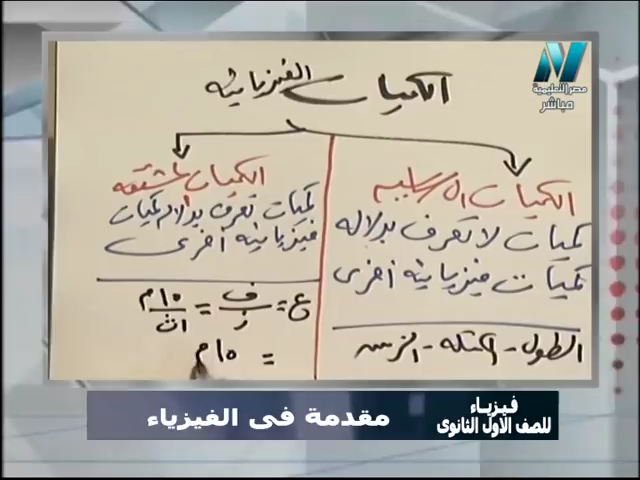 مصر التعليمية
مباشر
الكميات الفيزيائية
الكميات الأساسية
كميات لا تعرف بدلالة
كميات فيزيائية أخرى
الطول - الكتلة - الزمن
الكميات المشتقة
كميات تعرف بدلالة كميات
فيزيائية أخرى
ع = ف/ز = ١٠م/١ث
= ١٠م
فيزياء
للصف الاول الثانوى
مقدمة فى الفيزياء